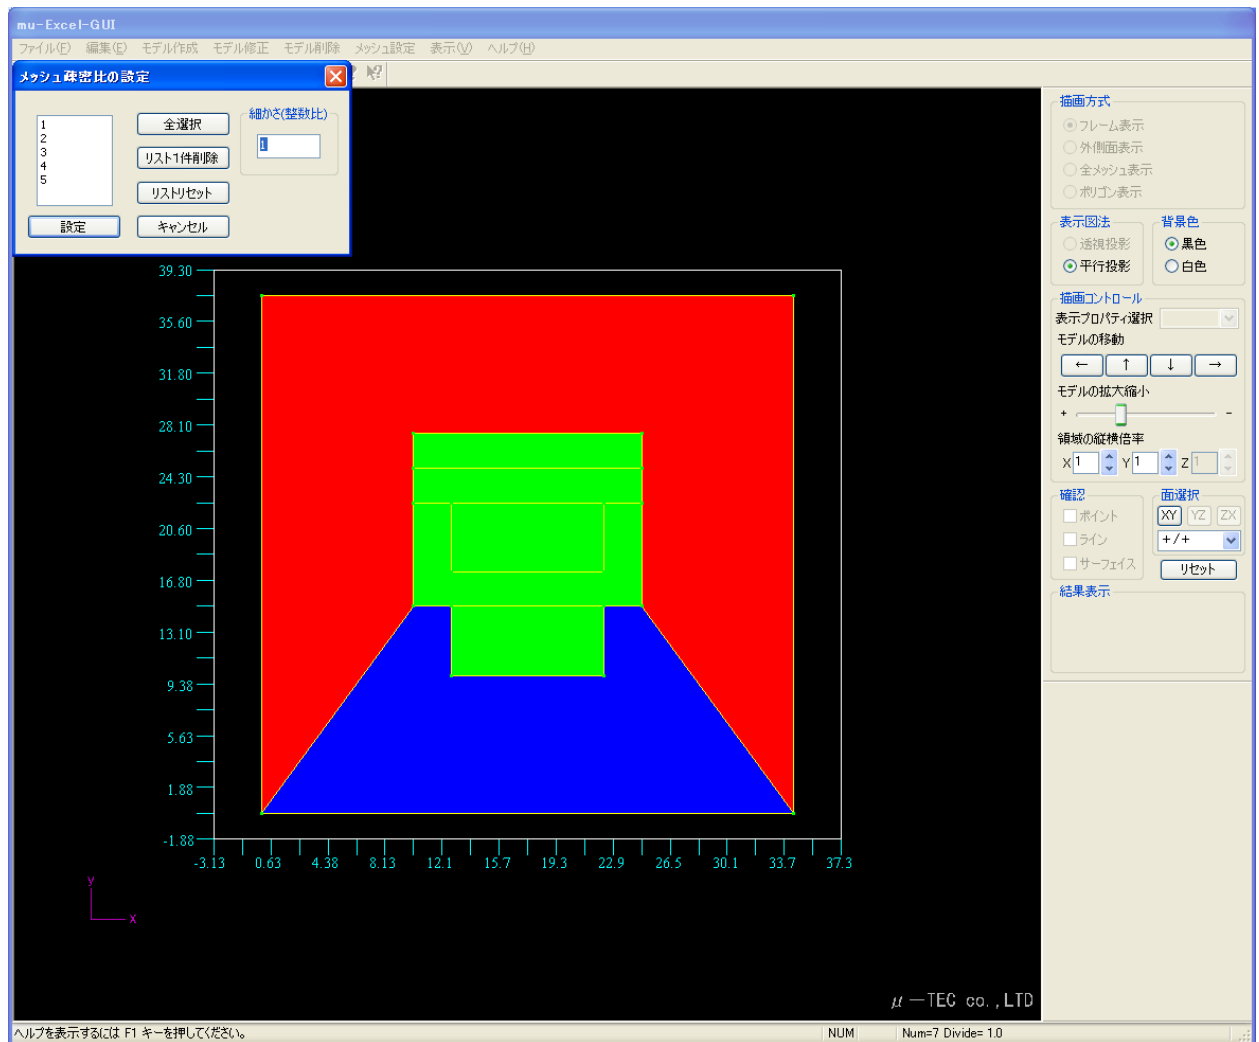 mu-Excel-GUI
ファイル(F) 編集(E) モデル作成 モデル修正 モデル削除 メッシュ設定 表示(V) ヘルプ(H)
メッシュ疎密比の設定
1
2
3
4
5
全選択
リスト1件削除
リストリセット
設定
キャンセル
細かさ(整数比)
1
39.30
35.60
31.80
28.10
24.30
20.60
16.80
13.10
9.38
5.63
1.88
-1.88
-3.13 0.63 4.38 8.13 12.1 15.7 19.3 22.9 26.5 30.1 33.7 37.3
y
x
μ－TEC co.,LTD
描画方式
フレーム表示
外側面表示
全メッシュ表示
ポリゴン表示
表示図法
透視投影
平行投影
背景色
黒色
白色
描画コントロール
表示プロパティ選択
モデルの移動
← ↑ ↓ →
モデルの拡大縮小
+ -
領域の縦横倍率
X 1 Y 1 Z 1
確認
ポイント
ライン
サーフェイス
面選択
XY YZ ZX
+/+
リセット
結果表示
ヘルプを表示するには F1 キーを押してください。
NUM
Num=7 Divide= 1.0